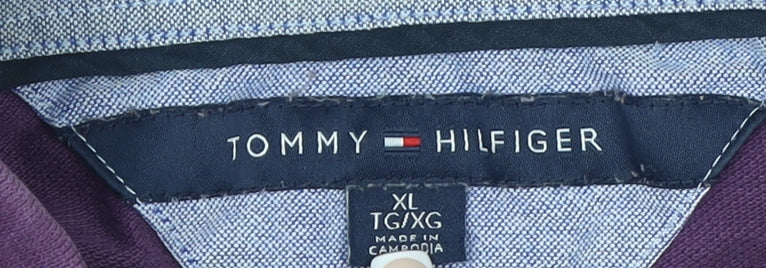 TOMMY HILFIGER
XL
TG/XG
MADE IN
CAMBODIA